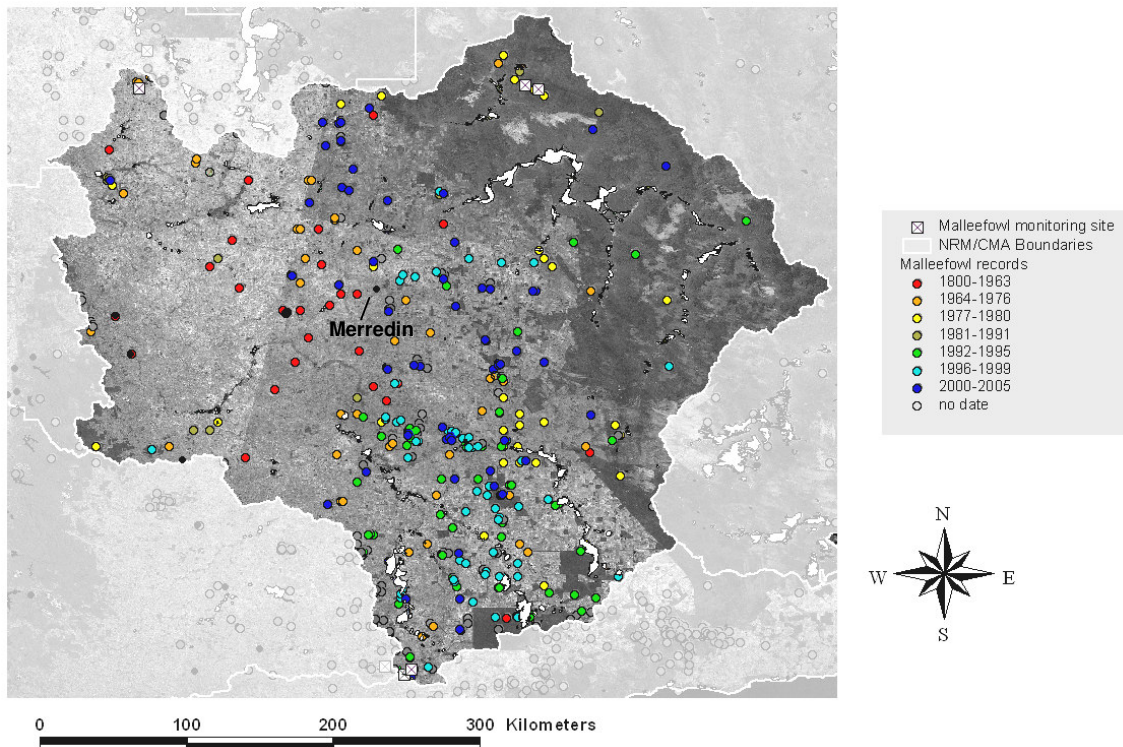 Merredin
Malleefowl monitoring site
NRM/CMA Boundaries
Malleefowl records
1800-1963
1964-1976
1977-1980
1981-1991
1992-1995
1996-1999
2000-2005
no date
N
W E
S
0 100 200 300 Kilometers